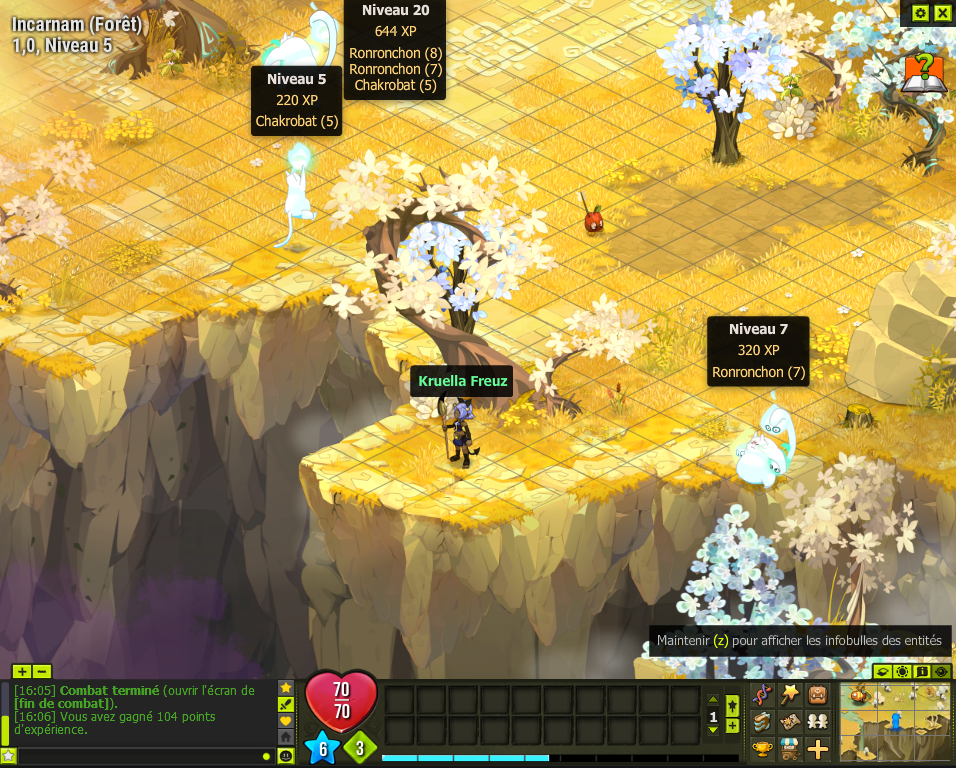 Incarnam (Forêt)
1,0, Niveau 5
Niveau 20
644 XP
Ronronchon (8)
Ronronchon (7)
Chakrobat (5)
Niveau 5
220 XP
Chakrobat (5)
Niveau 7
320 XP
Ronronchon (7)
Kruella Freuz
Maintenir (z) pour afficher les infobulles des entités
[16:05] Combat terminé (ouvrir l'écran de
[fin de combat]).
[16:06] Vous avez gagné 104 points
d'expérience.
70
70
6
3
1